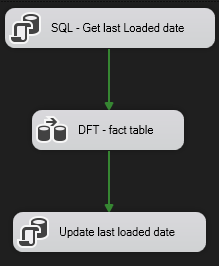 SQL - Get last Loaded date
DFT - fact table
Update last loaded date